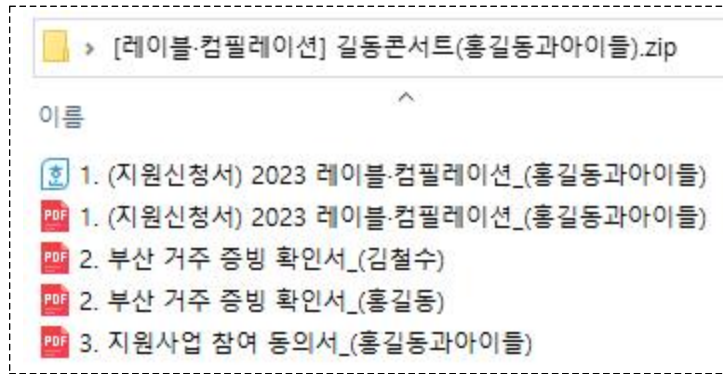 [레이블·컴필레이션] 길동콘서트(홍길동과아이들).zip
이름
1. (지원신청서) 2023 레이블·컴필레이션_(홍길동과아이들)
PDF 1. (지원신청서) 2023 레이블·컴필레이션_(홍길동과아이들)
PDF 2. 부산 거주 증빙 확인서_(김철수)
PDF 2. 부산 거주 증빙 확인서_(홍길동)
PDF 3. 지원사업 참여 동의서_(홍길동과아이들)